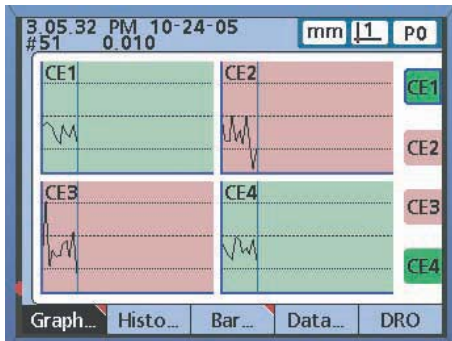 3.05.32 PM 10-24-05
#51 0.010
mm 1 P0
CE1 CE2
CE3 CE4
CE1
CE2
CE3
CE4
Graph... Histo... Bar... Data... DRO